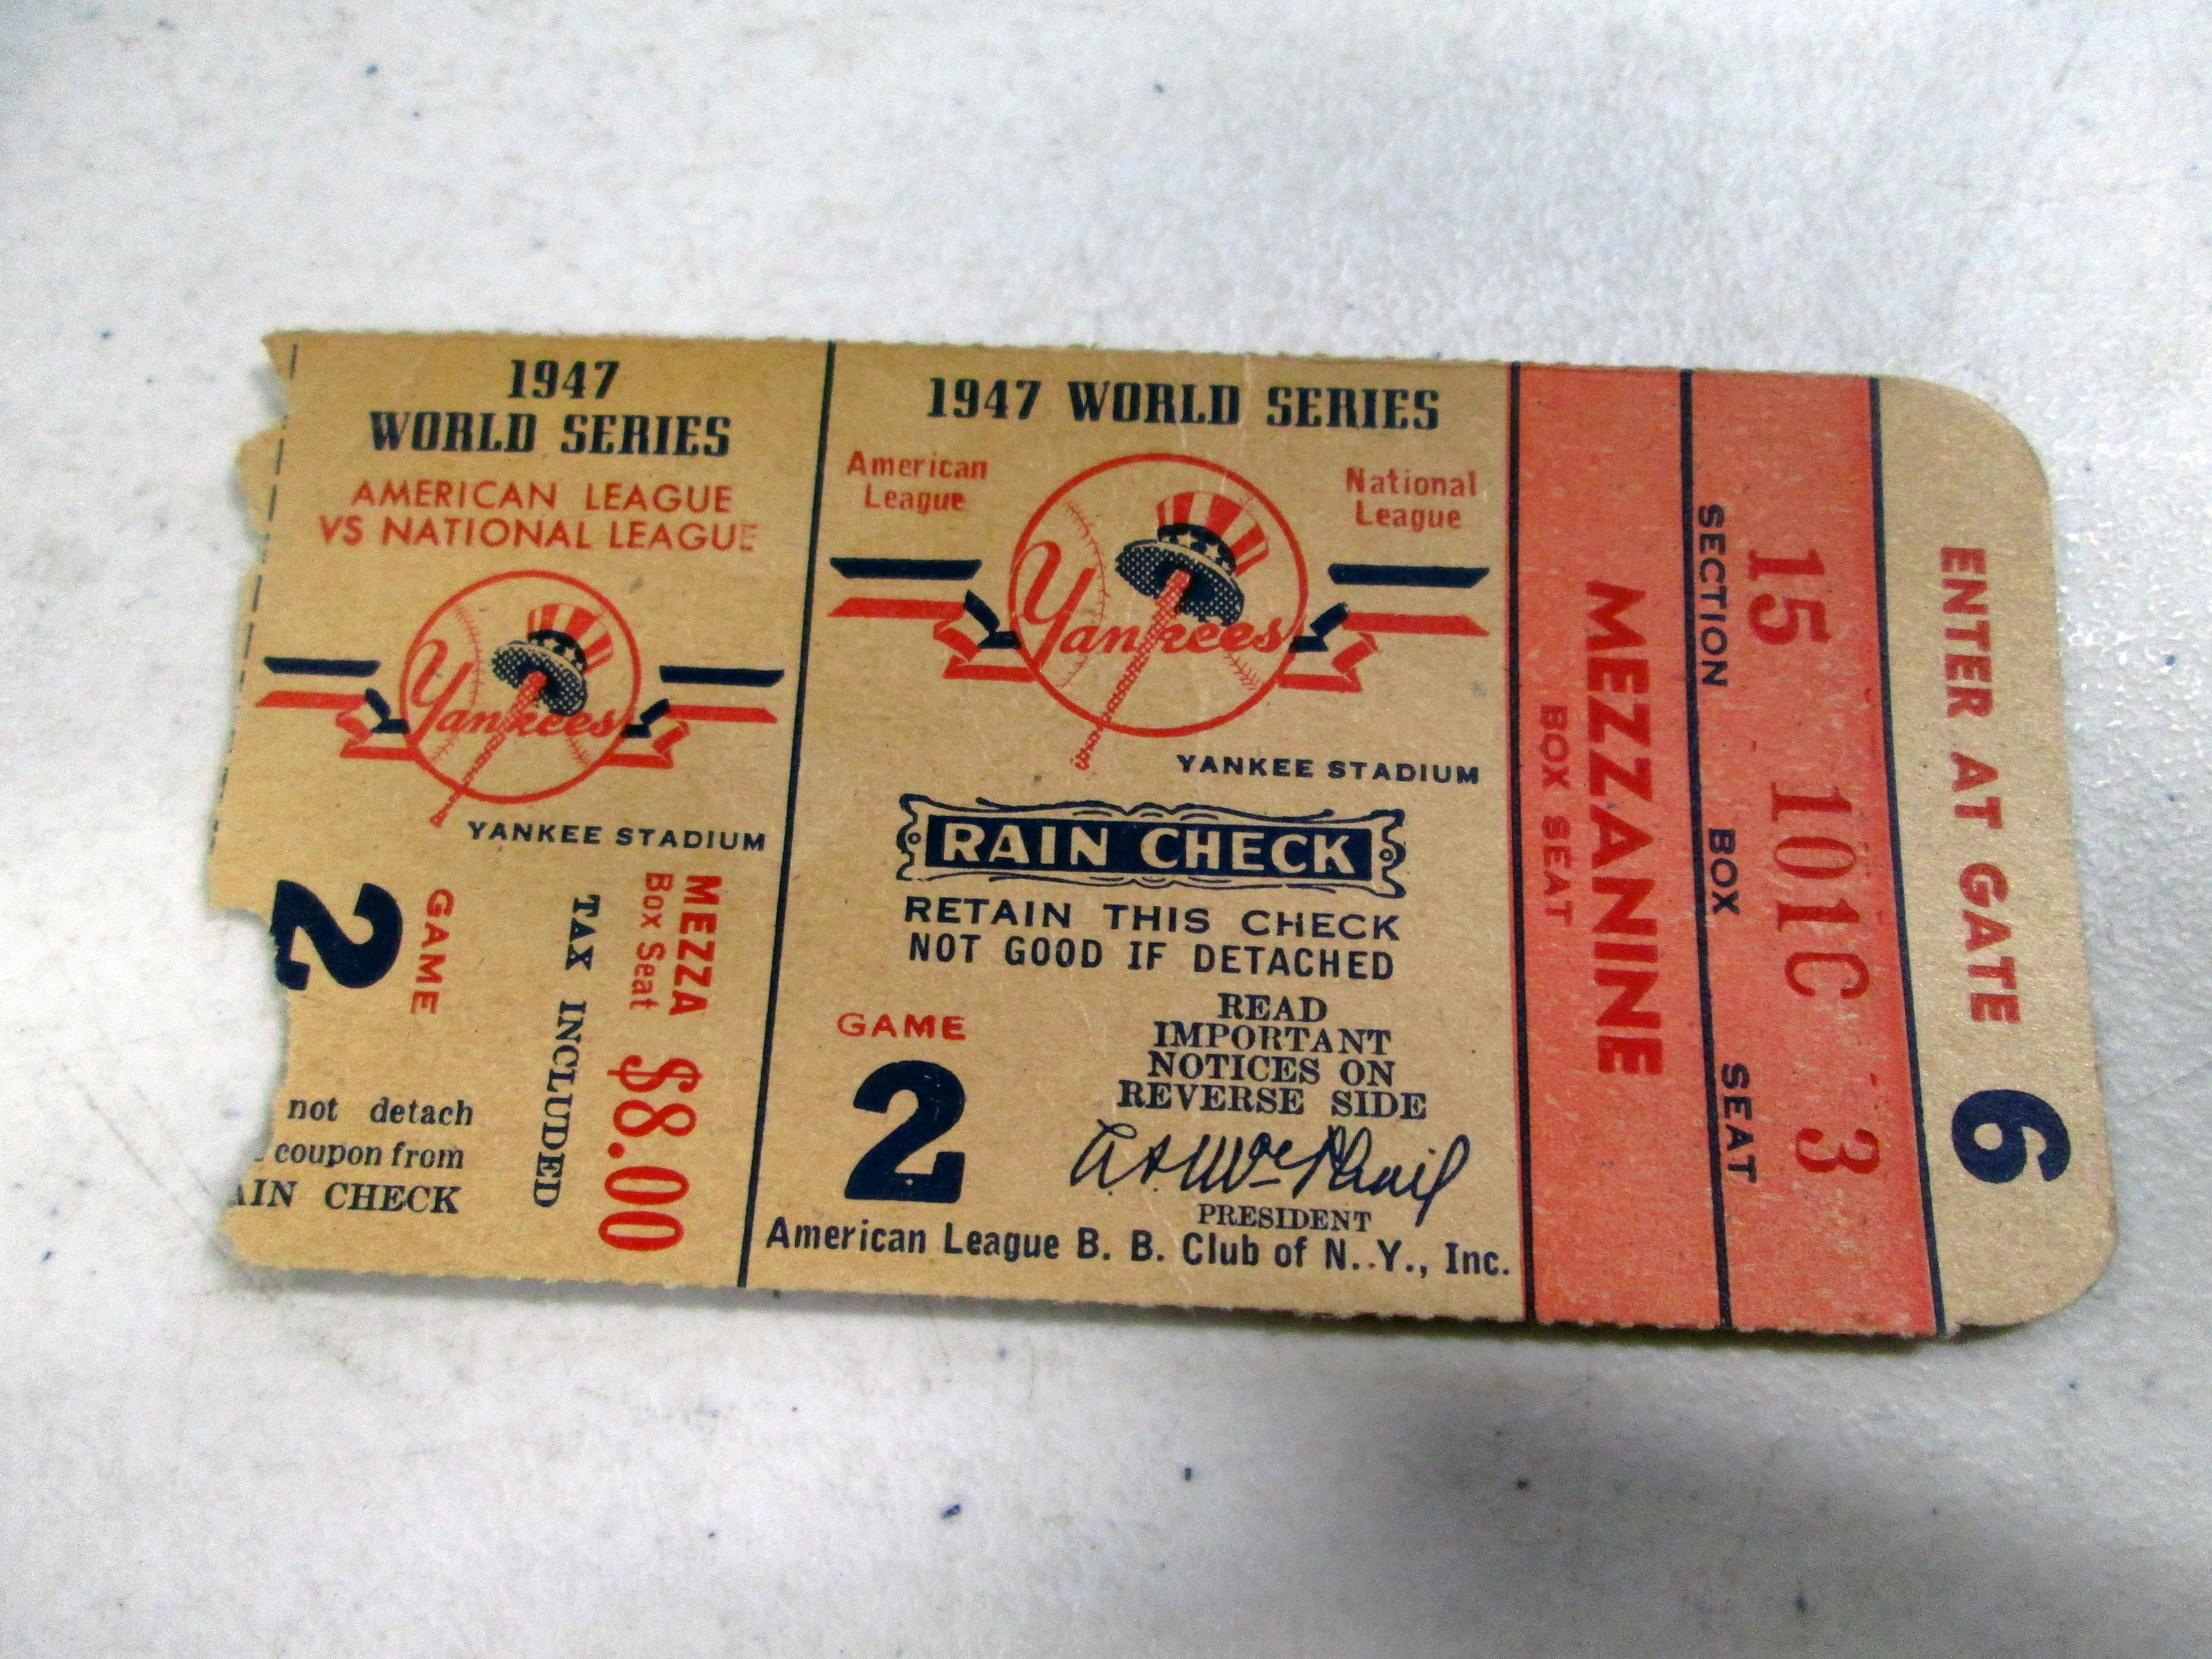 1947
WORLD SERIES
AMERICAN LEAGUE
VS NATIONAL LEAGUE
Yankees
YANKEE STADIUM
GAME
2
MEZZA
Box Seat
$8.00
TAX INCLUDED
not detach
coupon from
AIN CHECK
1947 WORLD SERIES
American
League
National
League
Yankees
YANKEE STADIUM
RAIN CHECK
RETAIN THIS CHECK
NOT GOOD IF DETACHED
GAME
2
READ
IMPORTANT
NOTICES ON
REVERSE SIDE
PRESIDENT
American League B. B. Club of N. Y., Inc.
MEZZANINE
BOX SEAT
SECTION BOX SEAT
15 101C 3
ENTER AT GATE 6